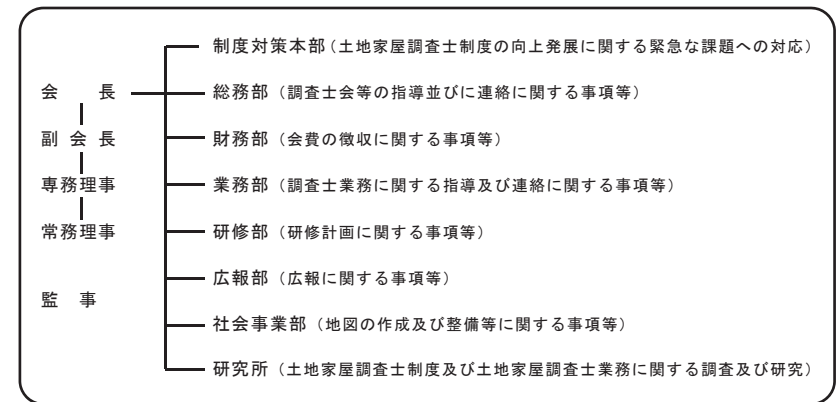 制度対策本部（土地家屋調査士制度の向上発展に関する緊急な課題への対応）
会　　長
総務部（調査士会等の指導並びに連絡に関する事項等）
副 会 長
財務部（会費の徴収に関する事項等）
専務理事
業務部（調査士業務に関する指導及び連絡に関する事項等）
常務理事
研修部（研修計画に関する事項等）
広報部（広報に関する事項等）
監　事
社会事業部（地図の作成及び整備等に関する事項等）
研究所（土地家屋調査士制度及び土地家屋調査士業務に関する調査及び研究）